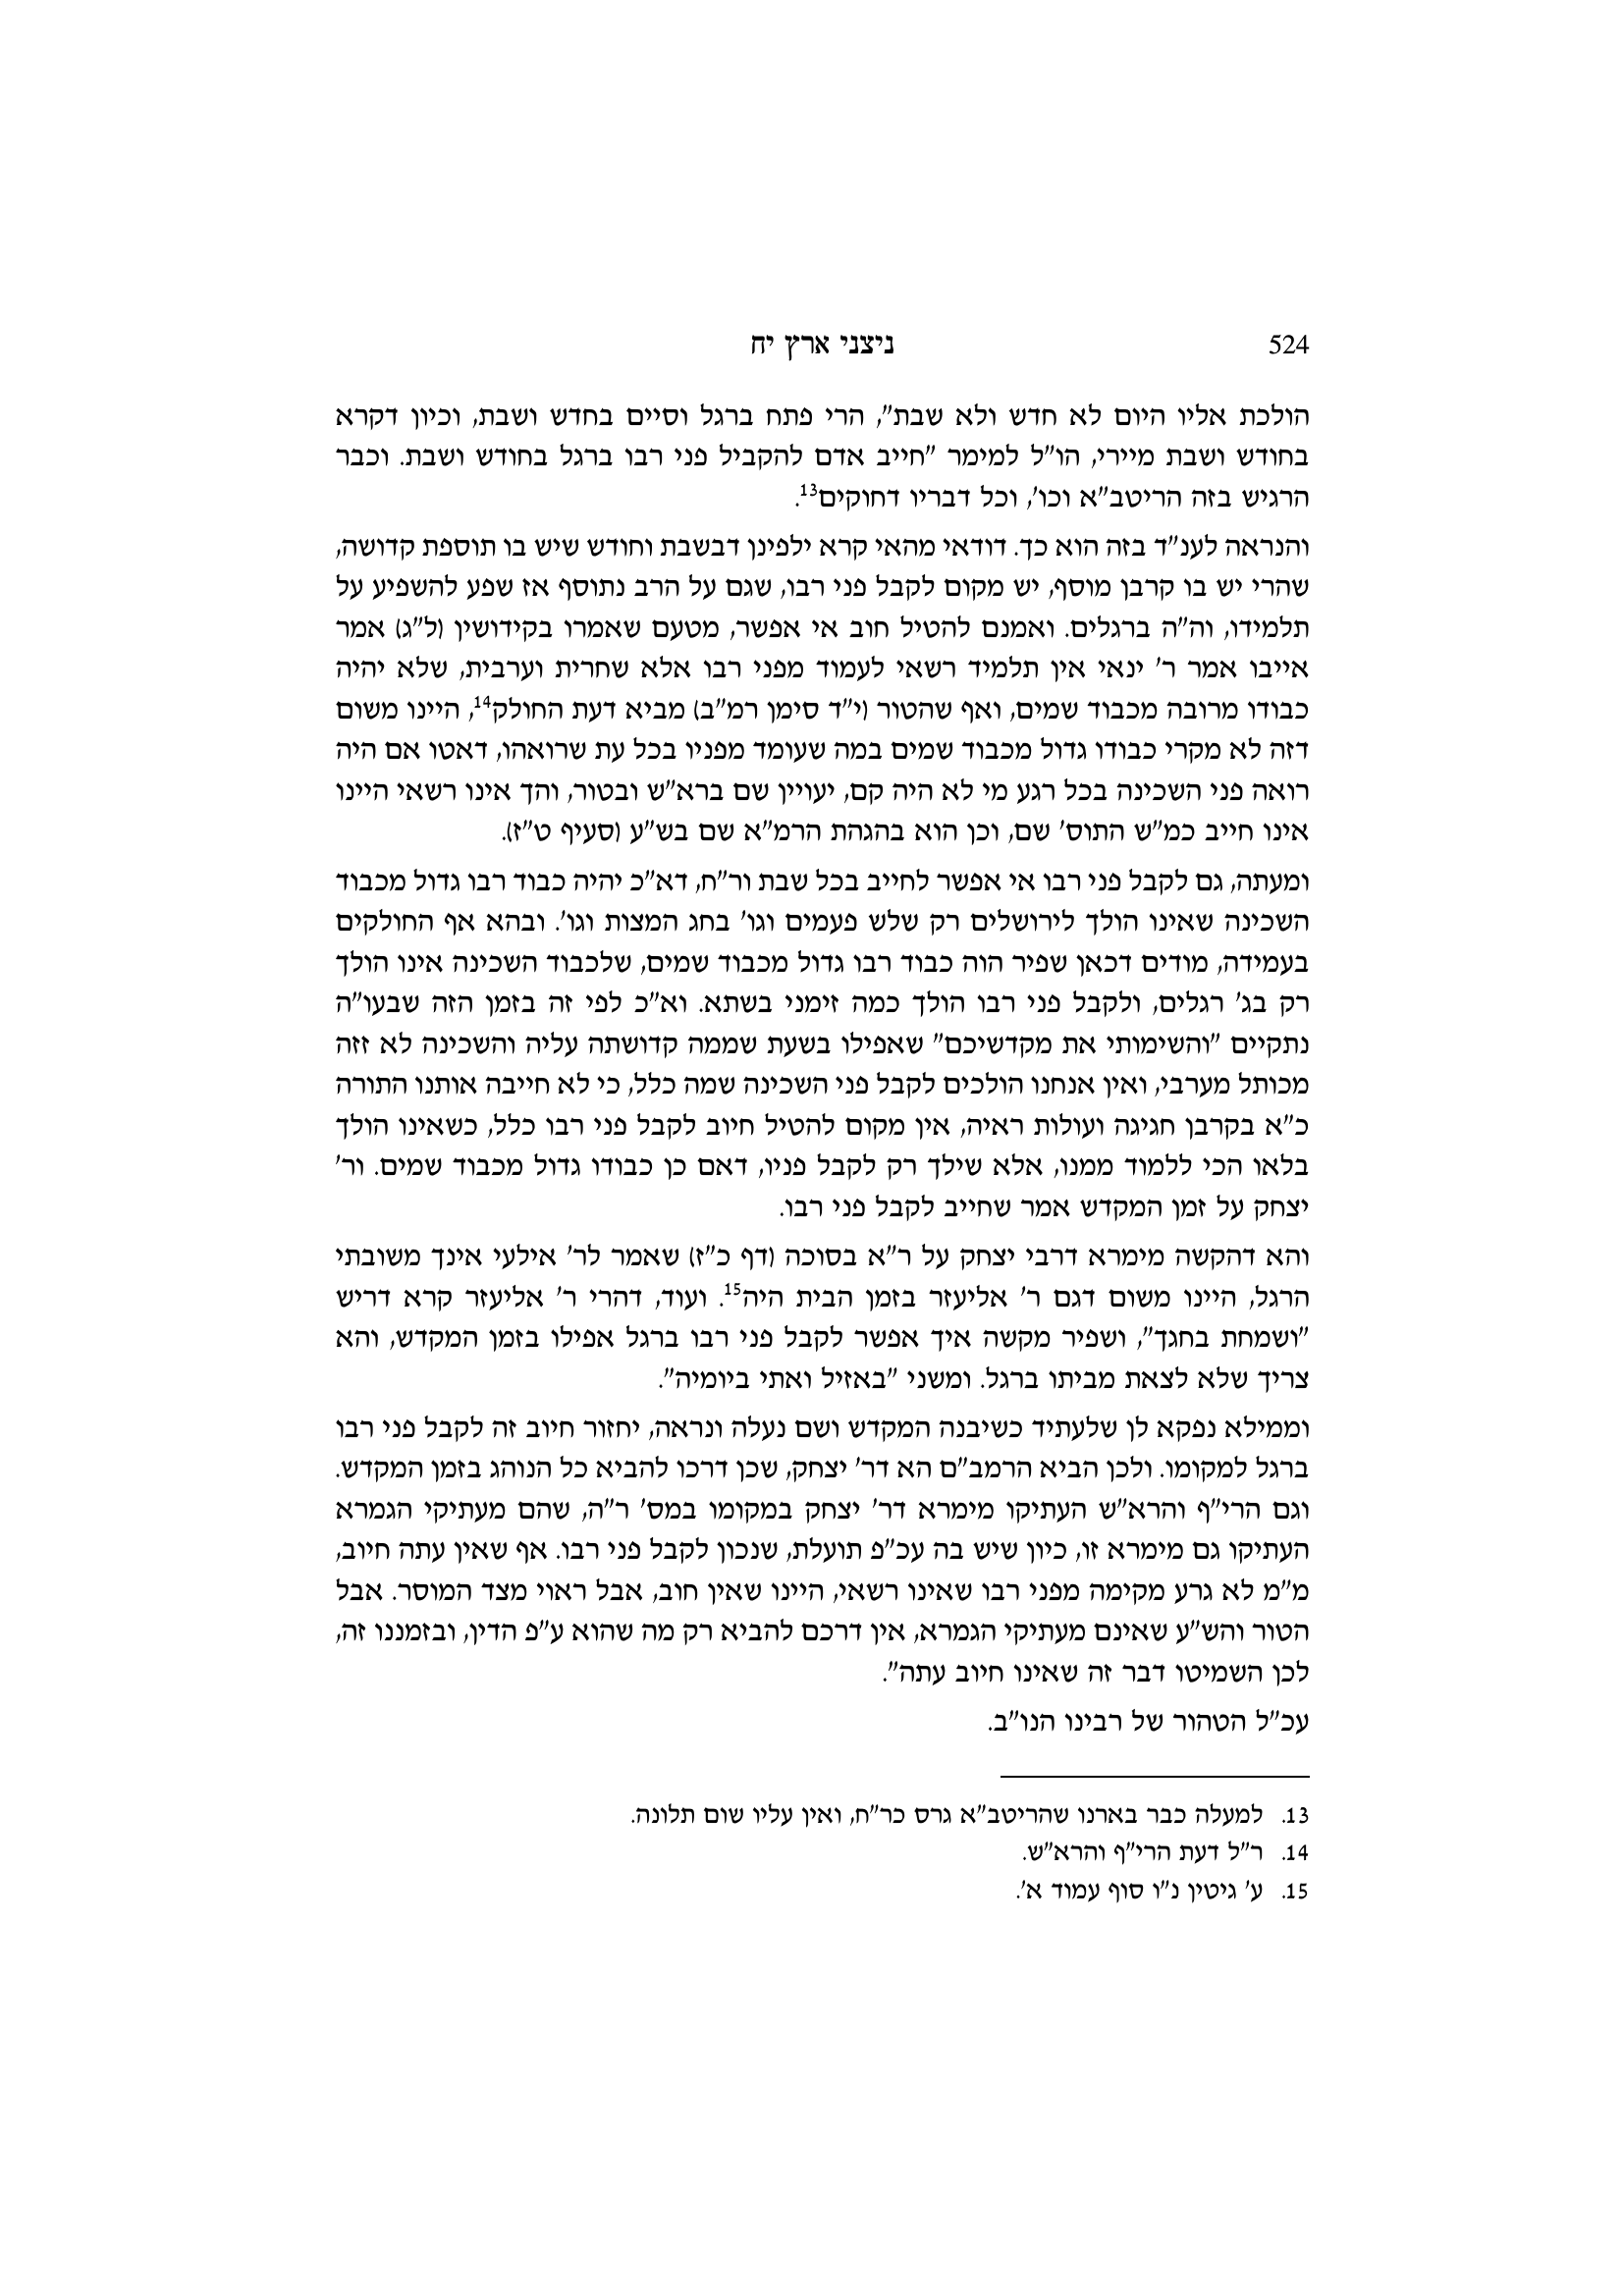 524 ניצני ארץ יח
הולכת אליו היום לא חדש ולא שבת", הרי פתח ברגל וסיים בחדש ושבת, וכיון דקרא
בחודש ושבת מיירי, הו"ל למימר "חייב אדם להקביל פני רבו ברגל בחודש ושבת. וכבר
הרגיש בזה הריטב"א וכו', וכל דבריו דחוקים13.
והנראה לענ"ד בזה הוא כך. דודאי מהאי קרא ילפינן דבשבת וחודש שיש בו תוספת קדושה,
שהרי יש בו קרבן מוסף, יש מקום לקבל פני רבו, שגם על הרב נתוסף אז שפע להשפיע על
תלמידו, וה"ה ברגלים. ואמנם להטיל חוב אי אפשר, מטעם שאמרו בקידושין (ל"ג) אמר
אייבו אמר ר' ינאי אין תלמיד רשאי לעמוד מפני רבו אלא שחרית וערבית, שלא יהיה
כבודו מרובה מכבוד שמים, ואף שהטור (י"ד סימן רמ"ב) מביא דעת החולק14, היינו משום
דזה לא מקרי כבודו גדול מכבוד שמים במה שעומד מפניו בכל עת שרואהו, דאטו אם היה
רואה פני השכינה בכל רגע מי לא היה קם, יעויין שם ברא"ש ובטור, והך אינו רשאי היינו
אינו חייב כמ"ש התוס' שם, וכן הוא בהגהת הרמ"א שם בש"ע (סעיף ט"ז).
ומעתה, גם לקבל פני רבו אי אפשר לחייב בכל שבת ור"ח, דא"כ יהיה כבוד רבו גדול מכבוד
השכינה שאינו הולך לירושלים רק שלש פעמים וגו' בחג המצות וגו'. ובהא אף החולקים
בעמידה, מודים דכאן שפיר הוה כבוד רבו גדול מכבוד שמים, שלכבוד השכינה אינו הולך
רק בג' רגלים, ולקבל פני רבו הולך כמה זימני בשתא. וא"כ לפי זה בזמן הזה שבעו"ה
נתקיים "והשימותי את מקדשיכם" שאפילו בשעת שממה קדושתה עליה והשכינה לא זזה
מכותל מערבי, ואין אנחנו הולכים לקבל פני השכינה שמה כלל, כי לא חייבה אותנו התורה
כ"א בקרבן חגיגה ועולות ראיה, אין מקום להטיל חיוב לקבל פני רבו כלל, כשאינו הולך
בלאו הכי ללמוד ממנו, אלא שילך רק לקבל פניו, דאם כן כבודו גדול מכבוד שמים. ור'
יצחק על זמן המקדש אמר שחייב לקבל פני רבו.
והא דהקשה מימרא דרבי יצחק על ר"א בסוכה (דף כ"ז) שאמר לר' אילעי אינך משובתי
הרגל, היינו משום דגם ר' אליעזר בזמן הבית היה15. ועוד, דהרי ר' אליעזר קרא דריש
"ושמחת בחגך", ושפיר מקשה איך אפשר לקבל פני רבו ברגל אפילו בזמן המקדש, והא
צריך שלא לצאת מביתו ברגל. ומשני "באזיל ואתי ביומיה".
וממילא נפקא לן שלעתיד כשיבנה המקדש ושם נעלה ונראה, יחזור חיוב זה לקבל פני רבו
ברגל למקומו. ולכן הביא הרמב"ם הא דר' יצחק, שכן דרכו להביא כל הנוהג בזמן המקדש.
וגם הרי"ף והרא"ש העתיקו מימרא דר' יצחק במקומו במס' ר"ה, שהם מעתיקי הגמרא
העתיקו גם מימרא זו, כיון שיש בה עכ"פ תועלת, שנכון לקבל פני רבו. אף שאין עתה חיוב,
מ"מ לא גרע מקימה מפני רבו שאינו רשאי, היינו שאין חוב, אבל ראוי מצד המוסר. אבל
הטור והש"ע שאינם מעתיקי הגמרא, אין דרכם להביא רק מה שהוא ע"פ הדין, ובזמננו זה,
לכן השמיטו דבר זה שאינו חיוב עתה".
עכ"ל הטהור של רבינו הנו"ב.
13. למעלה כבר בארנו שהריטב"א גרס כר"ח, ואין עליו שום תלונה.
14. ר"ל דעת הרי"ף והרא"ש.
15. ע' גיטין נ"ו סוף עמוד א'.